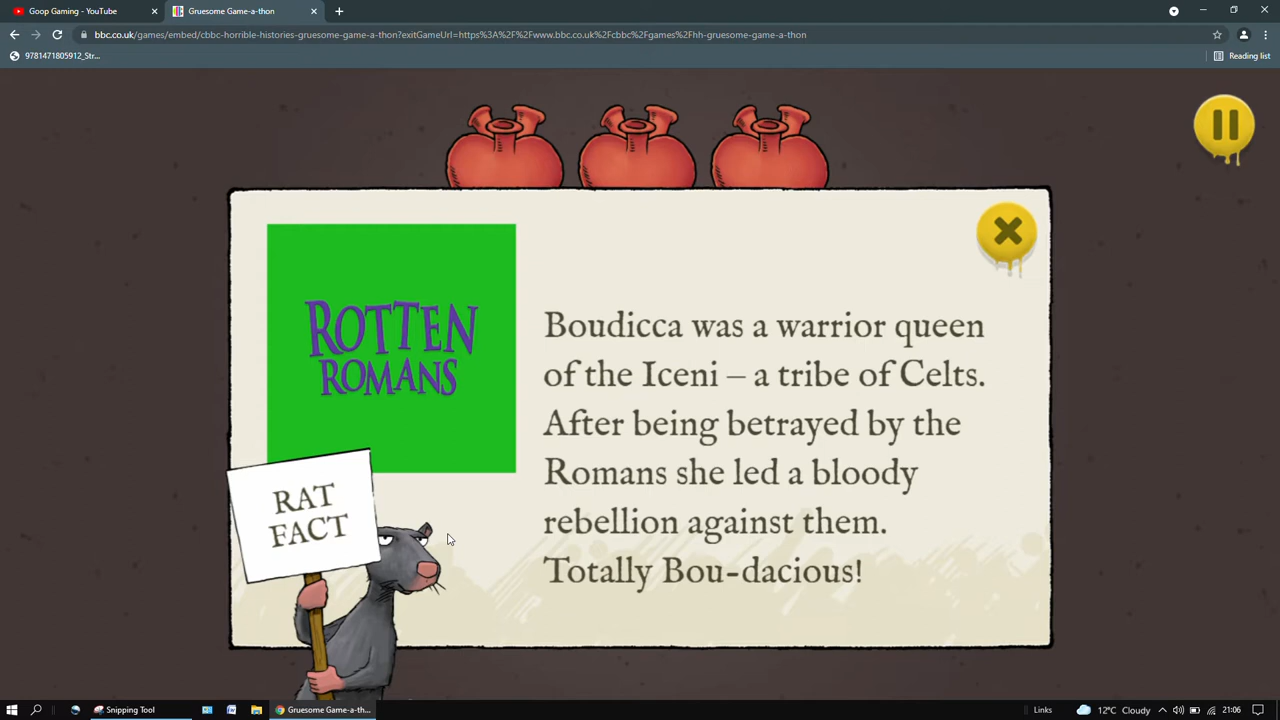 Goop Gaming - YouTube
Gruesome Game-a-thon
bbc.co.uk/games/embed/cbbc-horrible-histories-gruesome-game-a-thon?exitGameUrl=https%3A%2F%2Fwww.bbc.co.uk%2Fcbbc%2Fgames%2Fhh-gruesome-game-a-thon
9781471805912_Str...
Reading list
ROTTEN
ROMANS
Boudicca was a warrior queen
of the Iceni – a tribe of Celts.
After being betrayed by the
Romans she led a bloody
rebellion against them.
Totally Bou-dacious!
RAT
FACT
Snipping Tool
Gruesome Game-a-th...
Links
12°C Cloudy
21:06